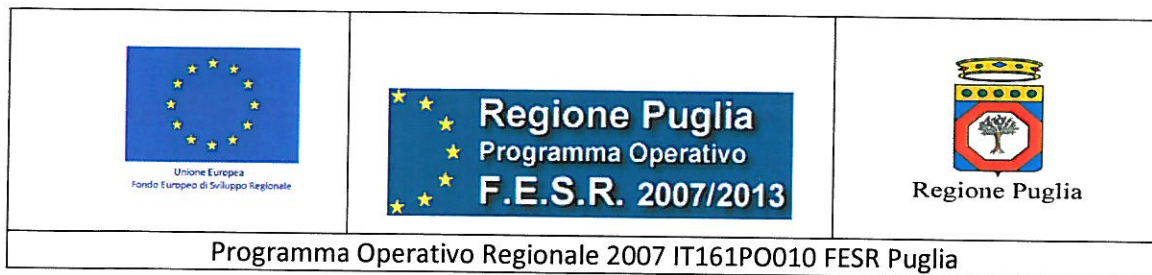 Unione Europea
Fondo Europeo di Sviluppo Regionale
Regione Puglia
Programma Operativo
F.E.S.R. 2007/2013
Regione Puglia
Programma Operativo Regionale 2007 IT161PO010 FESR Puglia